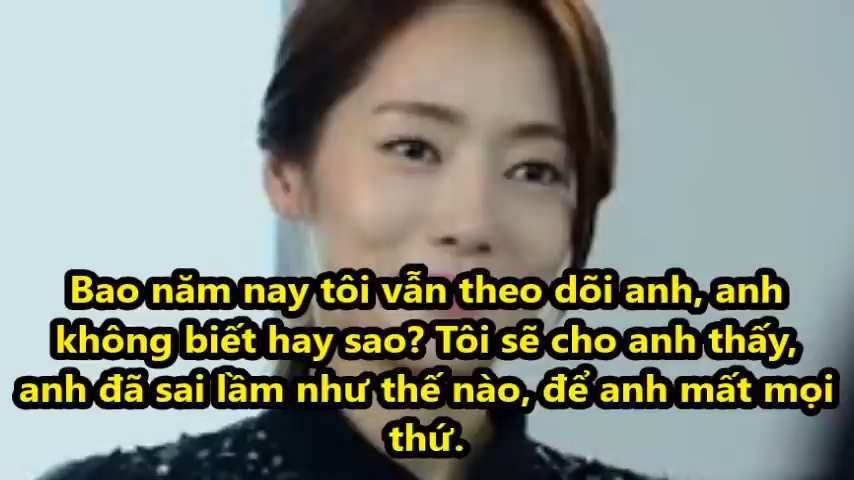 Bao năm nay tôi vẫn theo dõi anh, anh
không biết hay sao? Tôi sẽ cho anh thấy,
anh đã sai lầm như thế nào, để anh mất mọi
thứ.